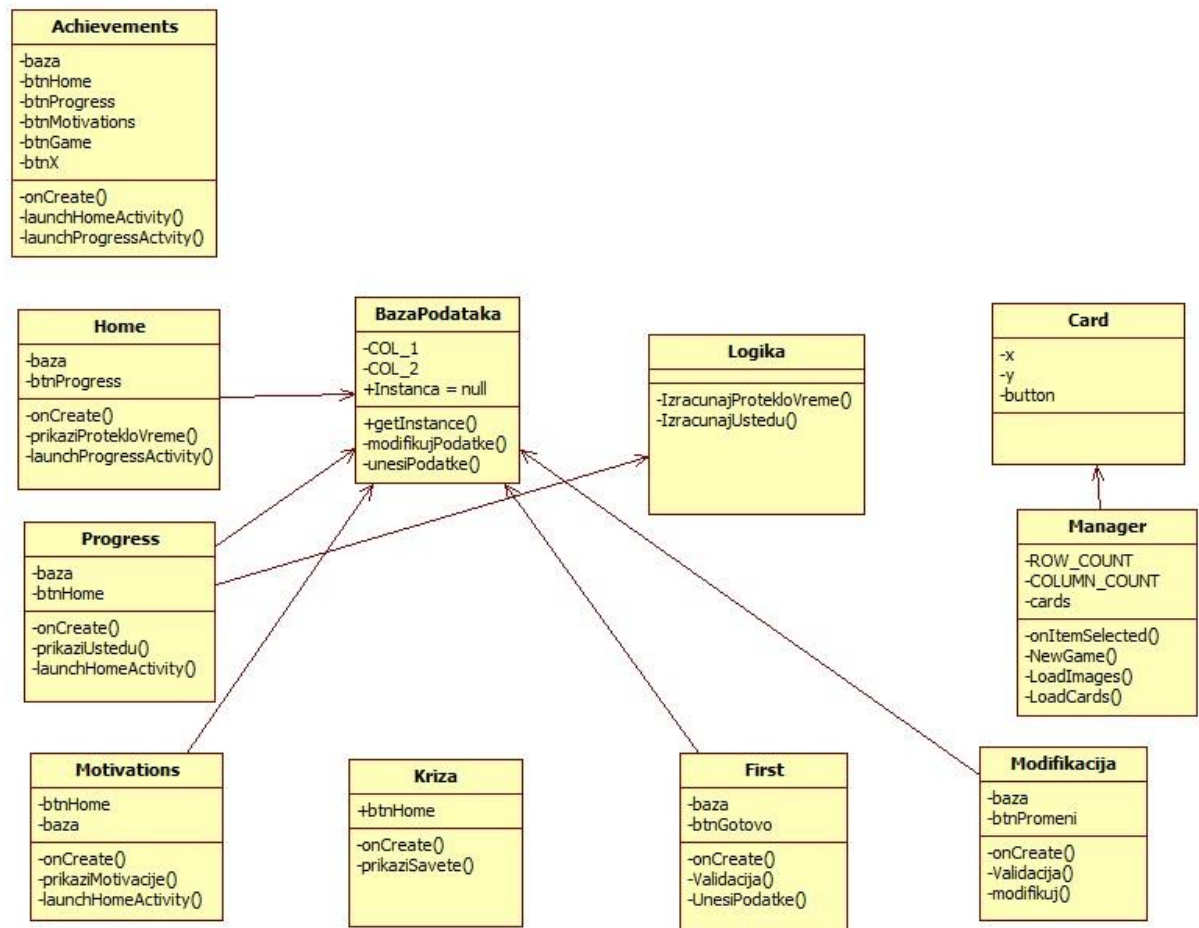 Achievements
-baza
-btnHome
-btnProgress
-btnMotivations
-btnGame
-btnX
-onCreate()
-launchHomeActivity()
-launchProgressActvity()
Home
-baza
-btnProgress
-onCreate()
-prikaziProtekloVreme()
-launchProgressActivity()
BazaPodataka
-COL_1
-COL_2
+Instanca = null
+getInstance()
-modifikujPodatke()
-unesiPodatke()
Logika
-IzracunajProtekloVreme()
-IzracunajUstedu()
Card
-x
-y
-button
Progress
-baza
-btnHome
-onCreate()
-prikaziUstedu()
-launchHomeActivity()
Manager
-ROW_COUNT
-COLUMN_COUNT
-cards
-onItemSelected()
-NewGame()
-LoadImages()
-LoadCards()
Motivations
-btnHome
-baza
-onCreate()
-prikaziMotivacije()
-launchHomeActivity()
Kriza
+btnHome
-onCreate()
-prikaziSavete()
First
-baza
-btnGotovo
-onCreate()
-Validacija()
-UnesiPodatke()
Modifikacija
-baza
-btnPromeni
-onCreate()
-Validacija()
-modifikuj()